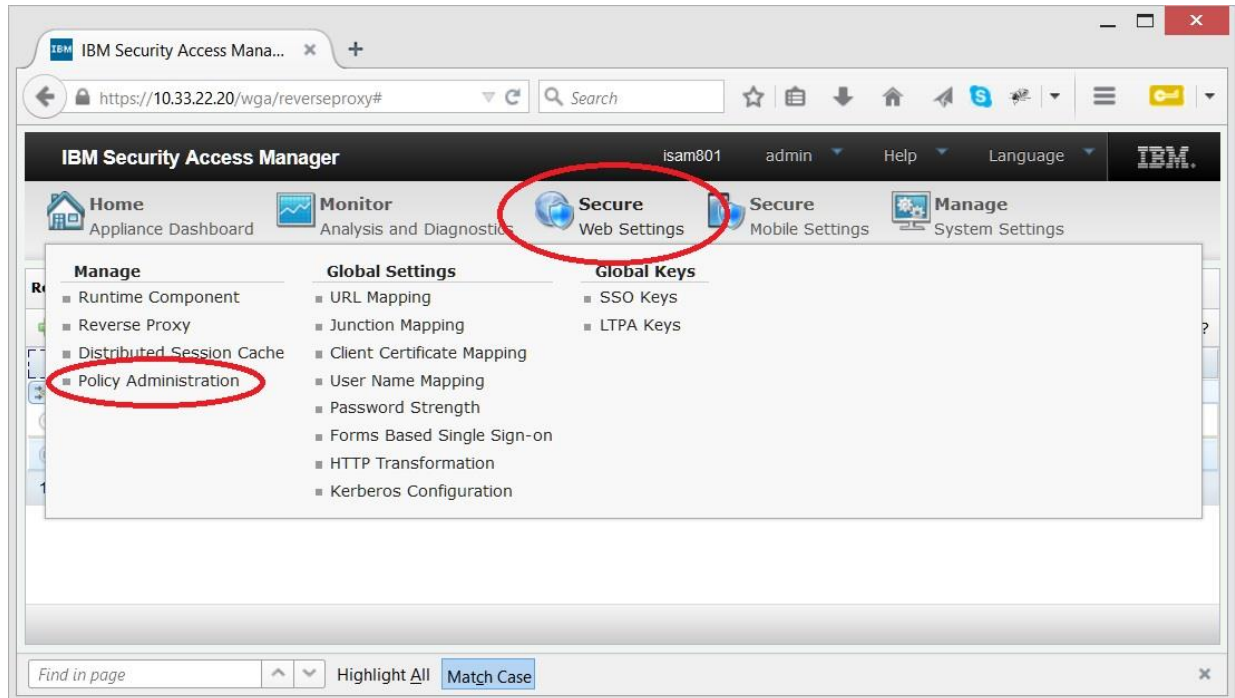 IBM IBM Security Access Mana...
https://10.33.22.20/wga/reverseproxy# Search
IBM Security Access Manager isam801 admin Help Language IBM.
Home Monitor Secure Secure Manage
Appliance Dashboard Analysis and Diagnostics Web Settings Mobile Settings System Settings
Manage Global Settings Global Keys
Runtime Component URL Mapping SSO Keys
Reverse Proxy Junction Mapping LTPA Keys
Distributed Session Cache Client Certificate Mapping
Policy Administration User Name Mapping
Password Strength
Forms Based Single Sign-on
HTTP Transformation
Kerberos Configuration
Find in page Highlight All Match Case